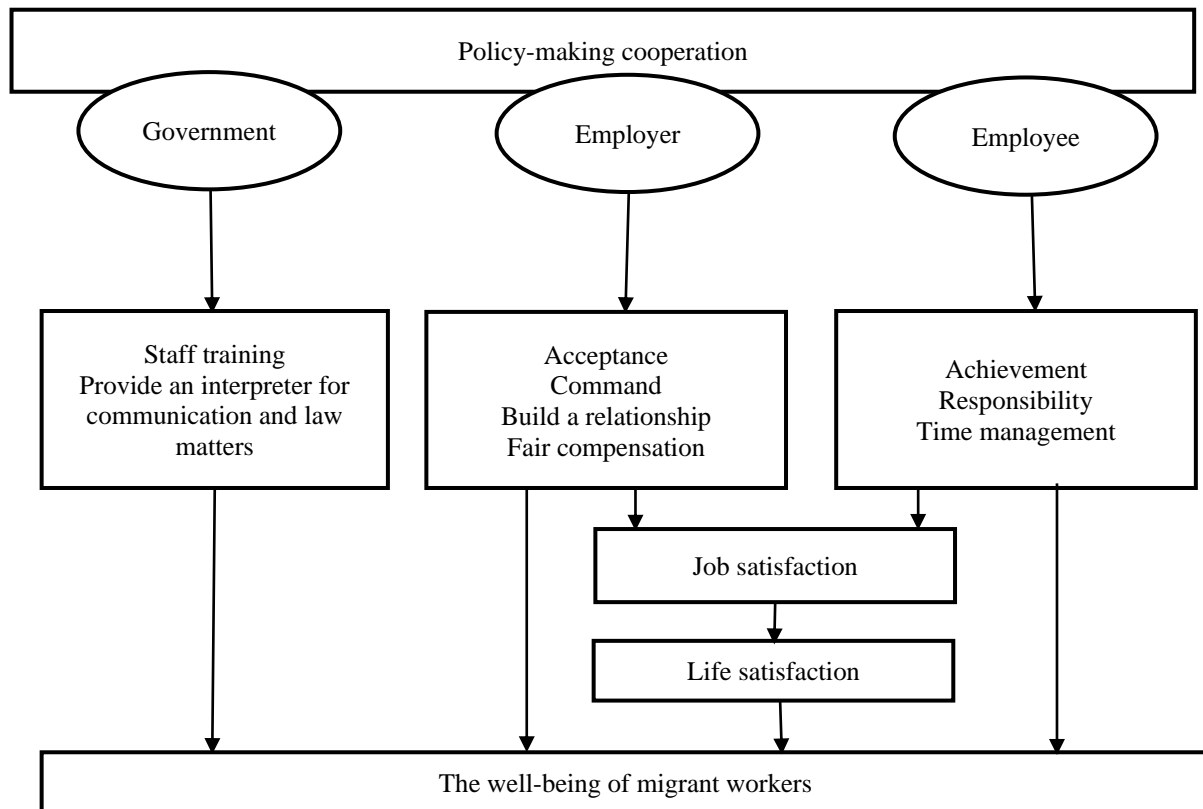 Policy-making cooperation
Government
Employer
Employee
Staff training
Provide an interpreter for
communication and law
matters
Acceptance
Command
Build a relationship
Fair compensation
Achievement
Responsibility
Time management
Job satisfaction
Life satisfaction
The well-being of migrant workers